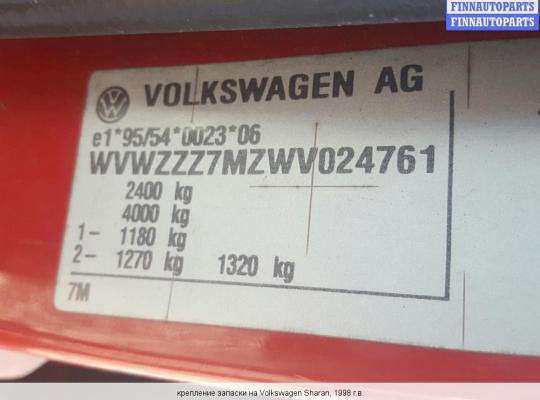 FINNAUTOPARTS
FINNAUTOPARTS
VOLKSWAGEN AG
e1*95/54*0023*06
WVWZZZ7MZWV024761
2400 kg
4000 kg
1– 1180 kg
2– 1270 kg 1320 kg
7M
крепление запаски на Volkswagen Sharan, 1998 г.в.